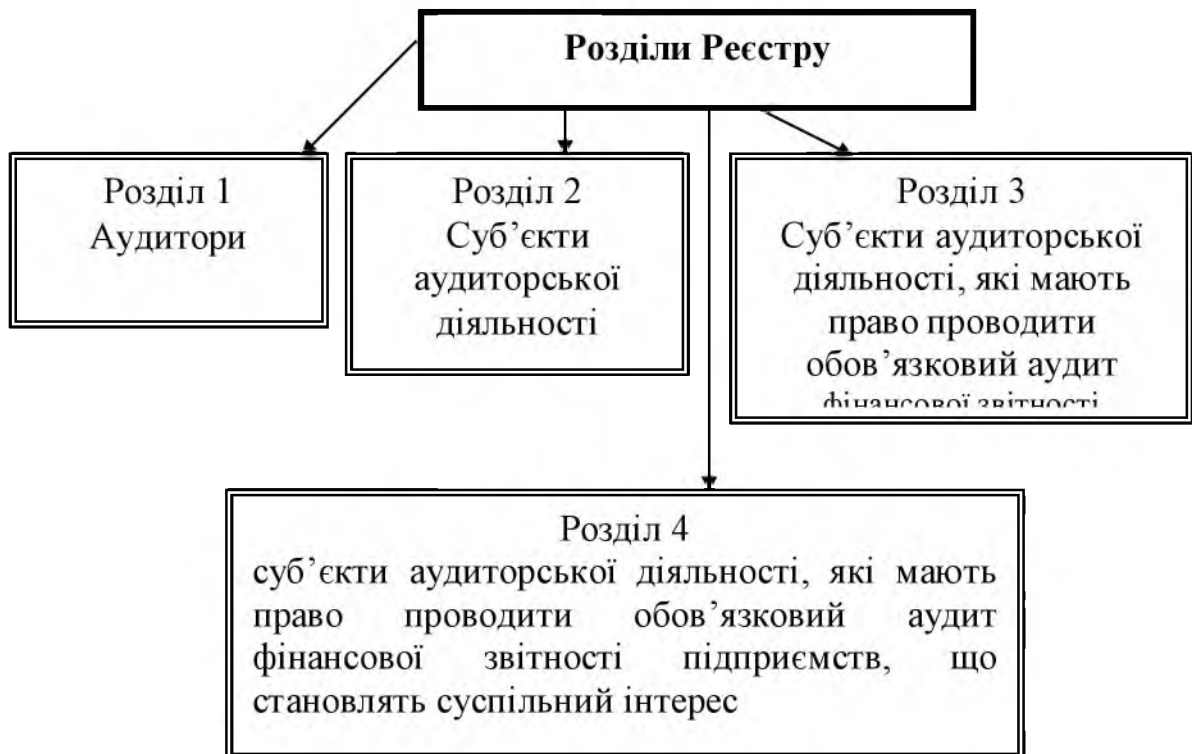 Розділи Реєстру
Розділ 1
Аудитори
Розділ 2
Суб’єкти
аудиторської
діяльності
Розділ 3
Суб’єкти аудиторської
діяльності, які мають
право проводити
обов’язковий аудит
фінансової звітності
Розділ 4
суб’єкти аудиторської діяльності, які мають
право проводити обов’язковий аудит
фінансової звітності підприємств, що
становлять суспільний інтерес